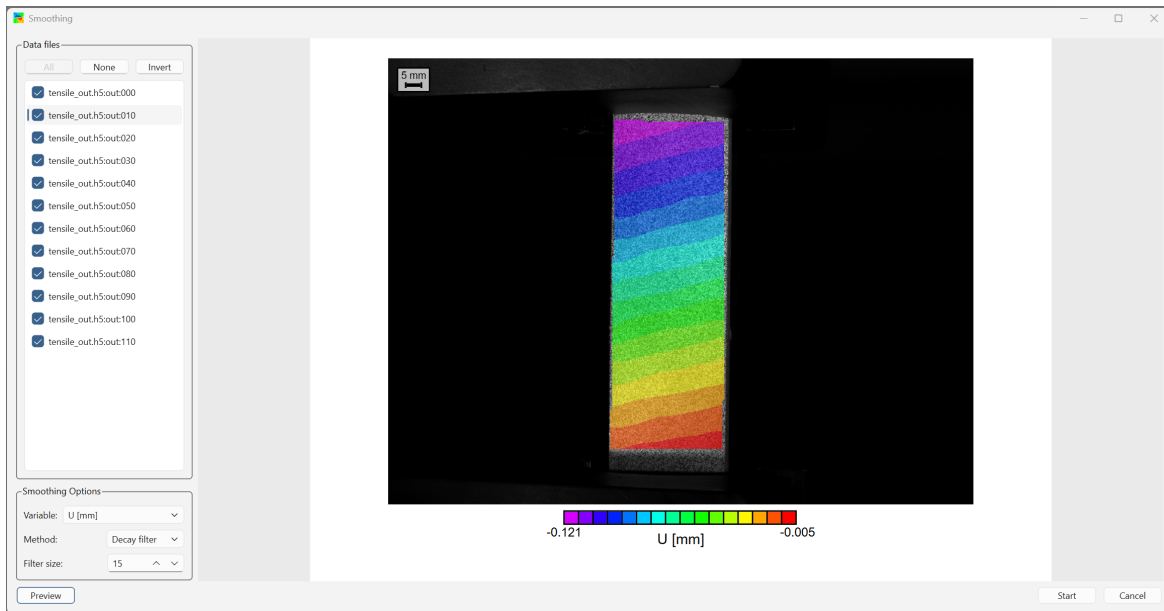 Smoothing
Data files
All None Invert
tensile_out.h5:out:000
tensile_out.h5:out:010
tensile_out.h5:out:020
tensile_out.h5:out:030
tensile_out.h5:out:040
tensile_out.h5:out:050
tensile_out.h5:out:060
tensile_out.h5:out:070
tensile_out.h5:out:080
tensile_out.h5:out:090
tensile_out.h5:out:100
tensile_out.h5:out:110
5 mm
-0.121 -0.005
U [mm]
Smoothing Options
Variable: U [mm]
Method: Decay filter
Filter size: 15
Preview Start Cancel